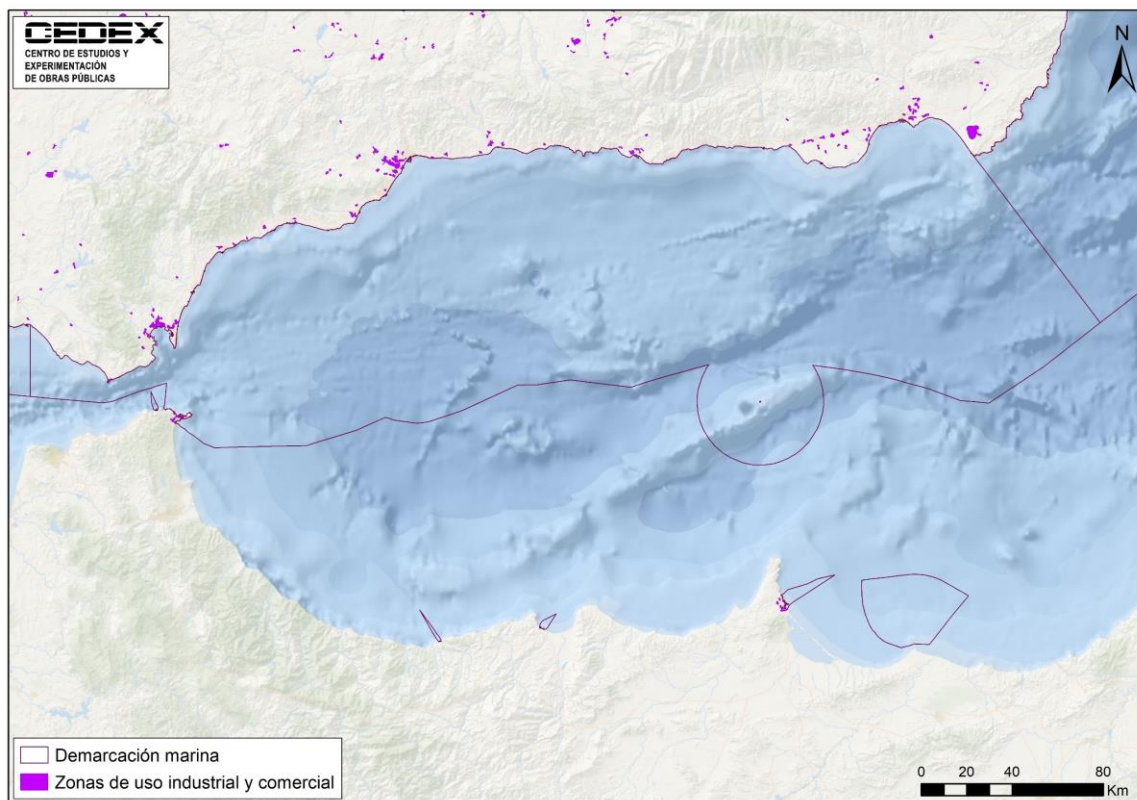 CEDEX
CENTRO DE ESTUDIOS Y
EXPERIMENTACIÓN
DE OBRAS PÚBLICAS
N
Demarcación marina
Zonas de uso industrial y comercial
0 20 40 80
Km